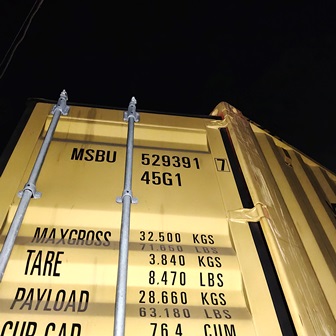 MSBU 529391 7
45G1
MAXGROSS 32.500 KGS
71.650 LBS
TARE 3.840 KGS
8.470 LBS
PAYLOAD 28.660 KGS
63.180 LBS
CUB CAP 76.4 CUM